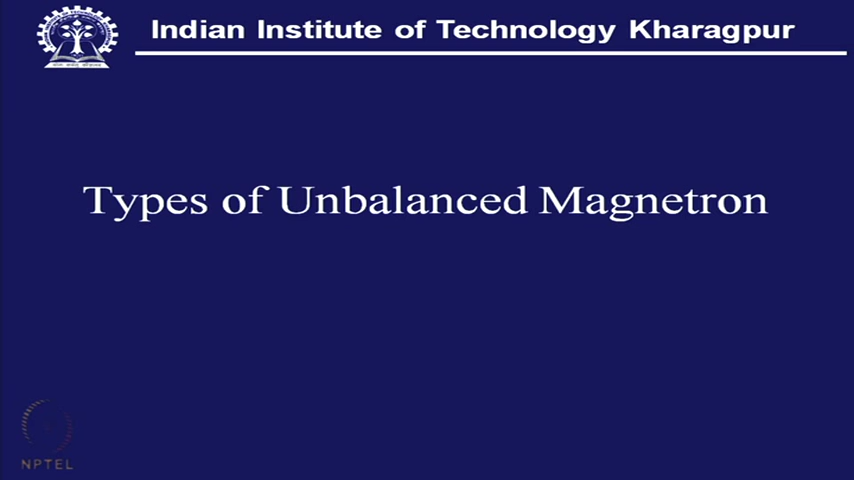 Indian Institute of Technology Kharagpur
Types of Unbalanced Magnetron
NPTEL